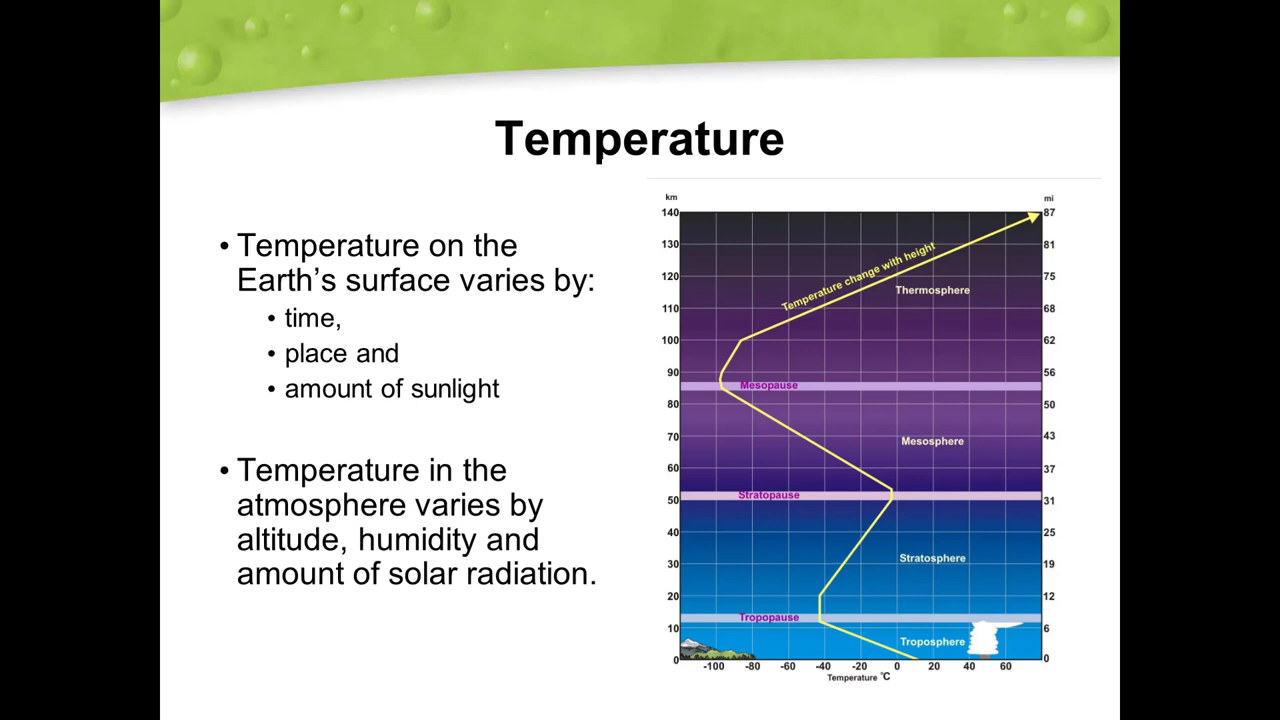 Temperature
• Temperature on the
Earth’s surface varies by:
• time,
• place and
• amount of sunlight
• Temperature in the
atmosphere varies by
altitude, humidity and
amount of solar radiation.
km
mi
140
87
130
81
120
75
110
68
100
62
90
56
80
50
70
43
60
37
50
31
40
25
30
19
20
12
10
6
0
0
Temperature change with height
Thermosphere
Mesopause
Mesosphere
Stratopause
Stratosphere
Tropopause
Troposphere
-100 -80 -60 -40 -20 0 20 40 60
Temperature °C